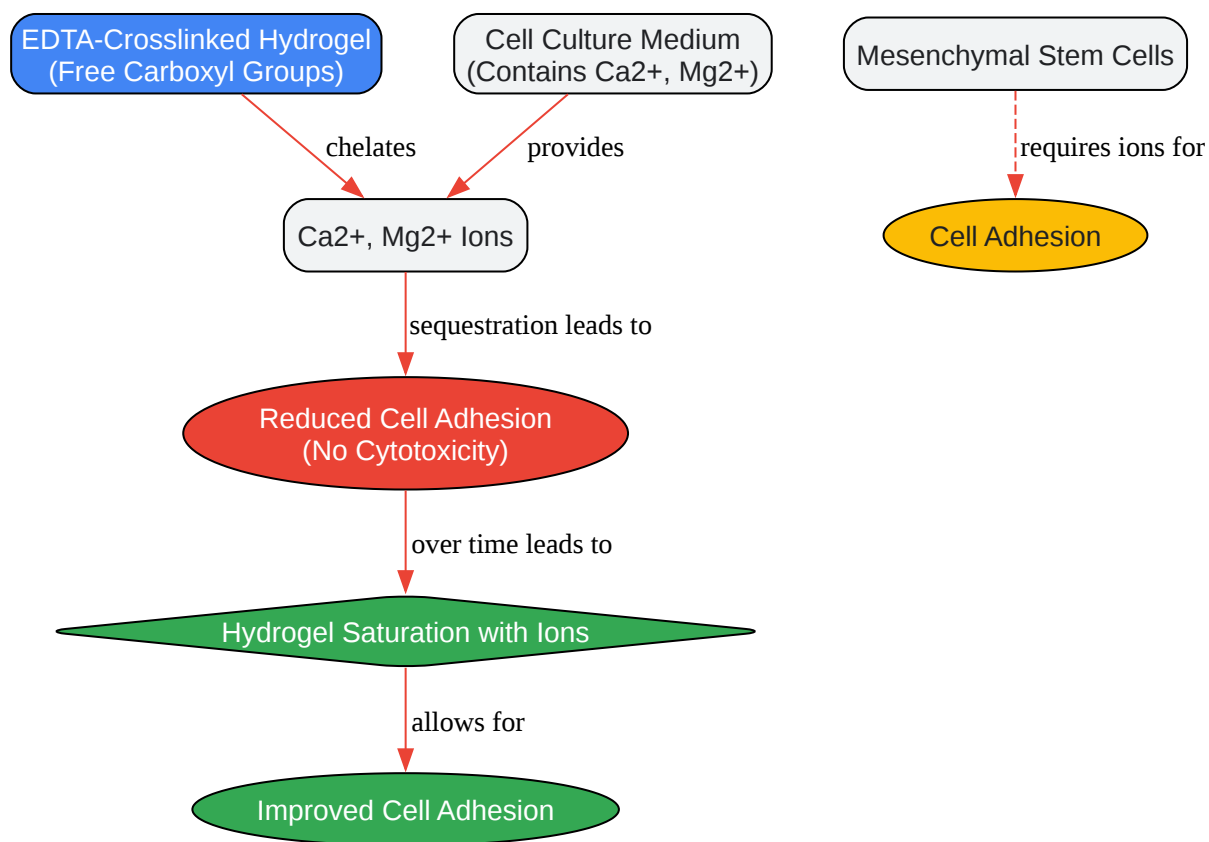 EDTA-Crosslinked Hydrogel
(Free Carboxyl Groups)
Cell Culture Medium
(Contains Ca2+, Mg2+)
Mesenchymal Stem Cells
chelates
provides
requires ions for
Ca2+, Mg2+ Ions
Cell Adhesion
sequestration leads to
Reduced Cell Adhesion
(No Cytotoxicity)
over time leads to
Hydrogel Saturation with Ions
allows for
Improved Cell Adhesion